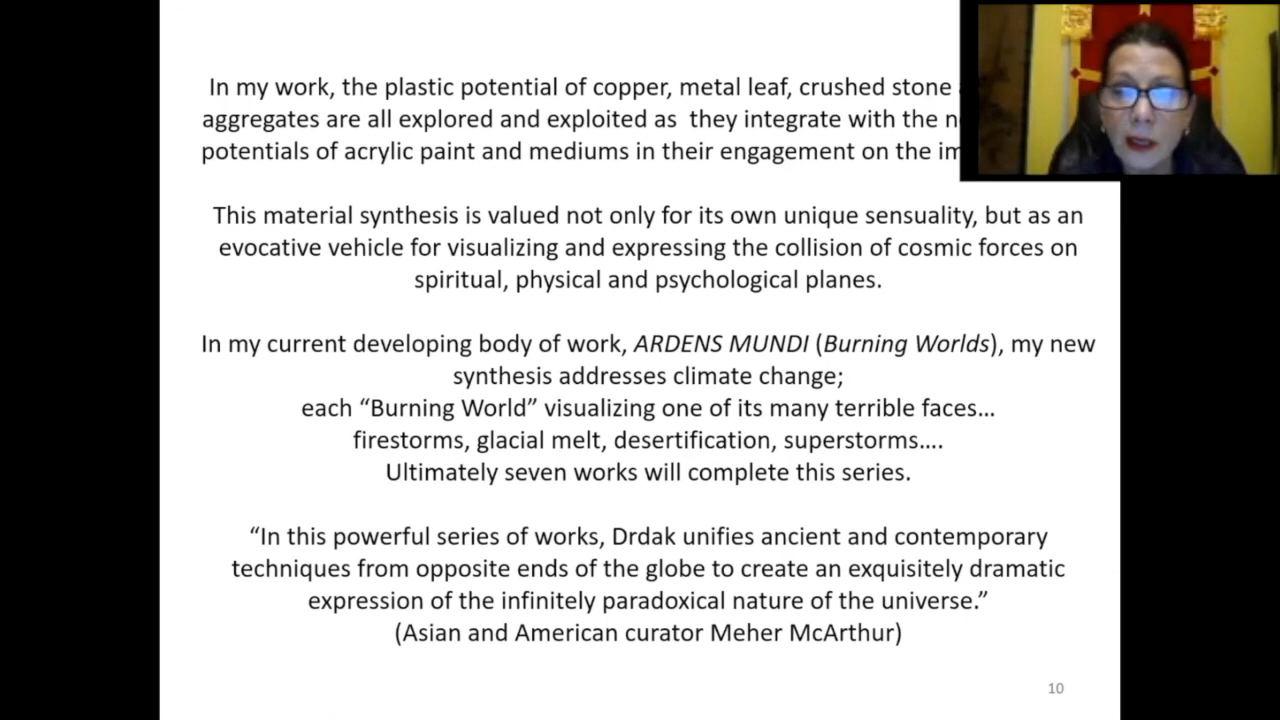 In my work, the plastic potential of copper, metal leaf, crushed stone
aggregates are all explored and exploited as they integrate with the
potentials of acrylic paint and mediums in their engagement on the
This material synthesis is valued not only for its own unique sensuality, but as an
evocative vehicle for visualizing and expressing the collision of cosmic forces on
spiritual, physical and psychological planes.
In my current developing body of work, ARDENS MUNDI (Burning Worlds), my new
synthesis addresses climate change;
each “Burning World” visualizing one of its many terrible faces…
firestorms, glacial melt, desertification, superstorms….
Ultimately seven works will complete this series.
“In this powerful series of works, Drdak unifies ancient and contemporary
techniques from opposite ends of the globe to create an exquisitely dramatic
expression of the infinitely paradoxical nature of the universe.”
(Asian and American curator Meher McArthur)
10